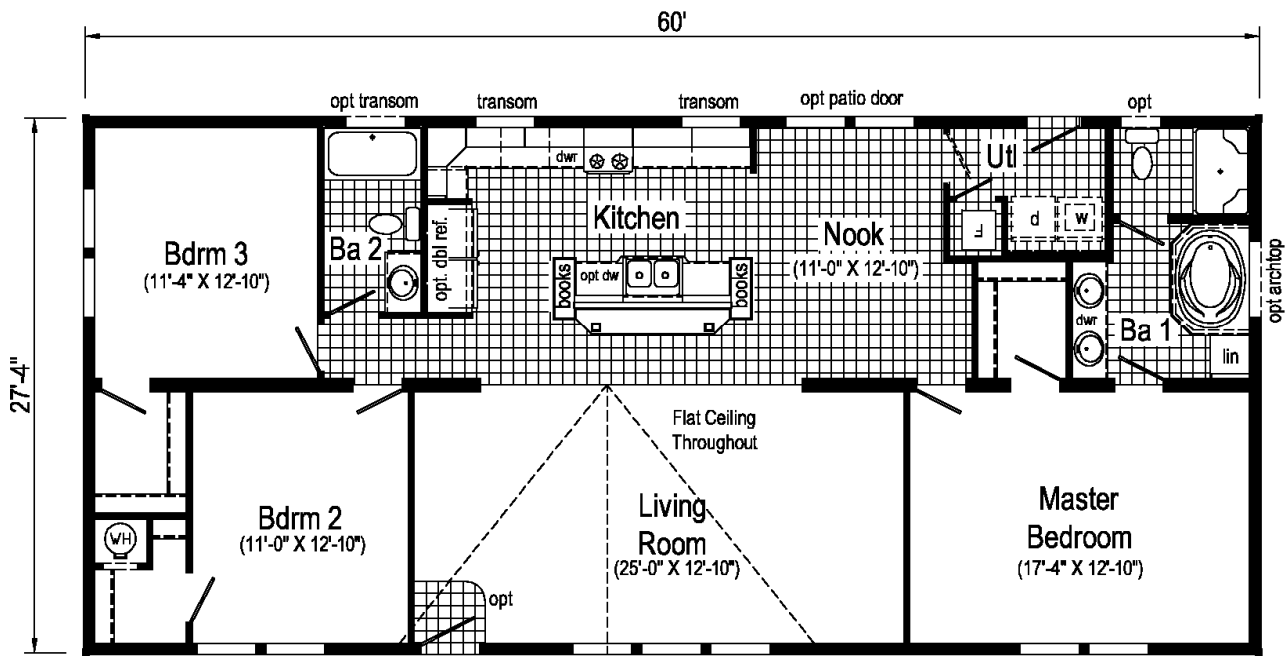 60'
opt transom
transom
transom
opt patio door
opt
27'-4"
Bdrm 3
(11'-4" X 12'-10")
Ba 2
opt. dbl ref.
dwr
Kitchen
books
opt dw
books
Nook
(11'-0" X 12'-10")
Utl
F
d
w
dwr
Ba 1
lin
opt archtop
Flat Ceiling
Throughout
WH
Bdrm 2
(11'-0" X 12'-10")
Living
Room
(25'-0" X 12'-10")
opt
Master
Bedroom
(17'-4" X 12'-10")